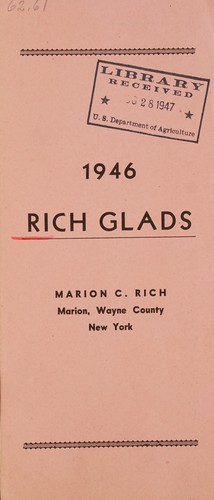 62.61
LIBRARY
RECEIVED
★ 28 1947 ★
U. S. Department of Agriculture
1946
RICH GLADS
MARION C. RICH
Marion, Wayne County
New York